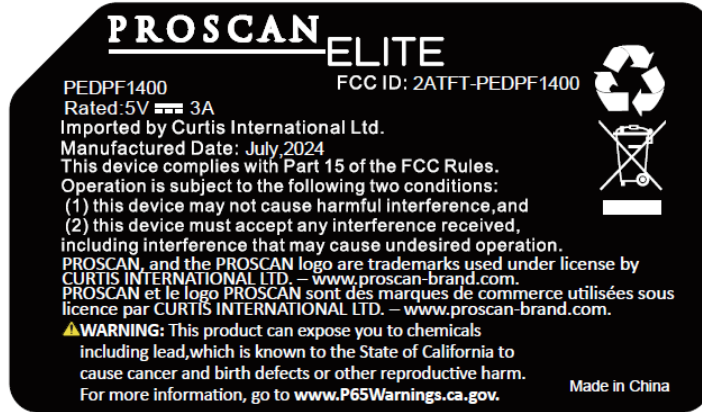 PROSCAN ELITE
PEDPF1400
FCC ID: 2ATFT-PEDPF1400
Rated:5V ⎓ 3A
Imported by Curtis International Ltd.
Manufactured Date: July,2024
This device complies with Part 15 of the FCC Rules.
Operation is subject to the following two conditions:
(1) this device may not cause harmful interference,and
(2) this device must accept any interference received,
including interference that may cause undesired operation.
PROSCAN, and the PROSCAN logo are trademarks used under license by
CURTIS INTERNATIONAL LTD. – www.proscan-brand.com.
PROSCAN et le logo PROSCAN sont des marques de commerce utilisées sous
licence par CURTIS INTERNATIONAL LTD. – www.proscan-brand.com.
⚠WARNING: This product can expose you to chemicals
including lead,which is known to the State of California to
cause cancer and birth defects or other reproductive harm.
For more information, go to www.P65Warnings.ca.gov.
Made in China